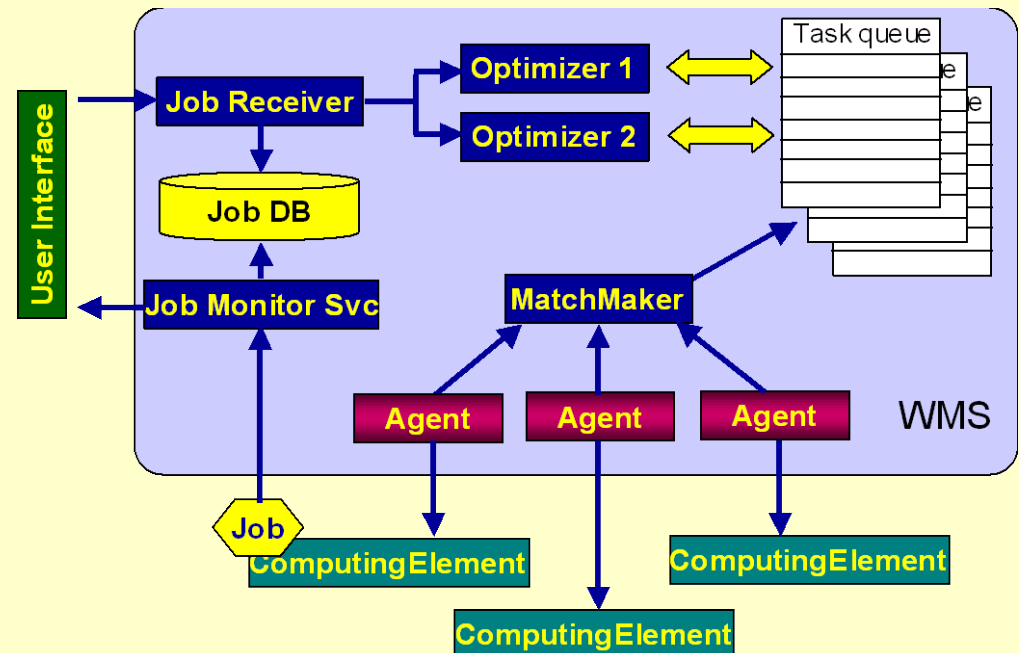 Task queue
e
e
Optimizer 1
Job Receiver
Optimizer 2
User Interface
Job DB
Job Monitor Svc
MatchMaker
Agent
Agent
Agent
WMS
Job
ComputingElement
ComputingElement
ComputingElement